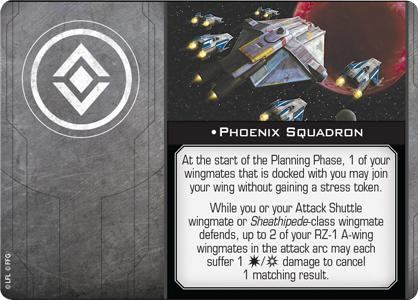 • Phoenix Squadron
At the start of the Planning Phase, 1 of your
wingmates that is docked with you may join
your wing without gaining a stress token.
While you or your Attack Shuttle
wingmate or Sheathipede-class wingmate
defends, up to 2 of your RZ-1 A-wing
wingmates in the attack arc may each
suffer 1 / damage to cancel
1 matching result.
© LFL © FFG